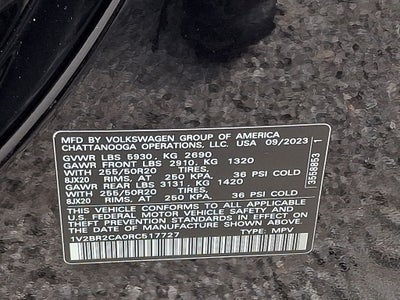 MFD BY VOLKSWAGEN GROUP OF AMERICA
CHATTANOOGA OPERATIONS, LLC. USA 09/2023
GVWR LBS 5930, KG 2690
GAWR FRONT LBS 2910, KG 1320
WITH 255/50R20
8JX20 RIMS, AT 250 KPA, 36 PSI COLD
GAWR REAR LBS 3131, KG 1420
WITH 255/50R20
8JX20 RIMS, AT 250 KPA, 36 PSI COLD
THIS VEHICLE CONFORMS TO ALL APPLICABLE
U.S. FEDERAL MOTOR VEHICLE SAFETY AND
THEFT PREVENTION STANDARDS IN EFFECT ON
THE DATE OF MANUFACTURE SHOWN ABOVE
1V2BR2CA0RC517727 TYPE: MPV
3558853 1